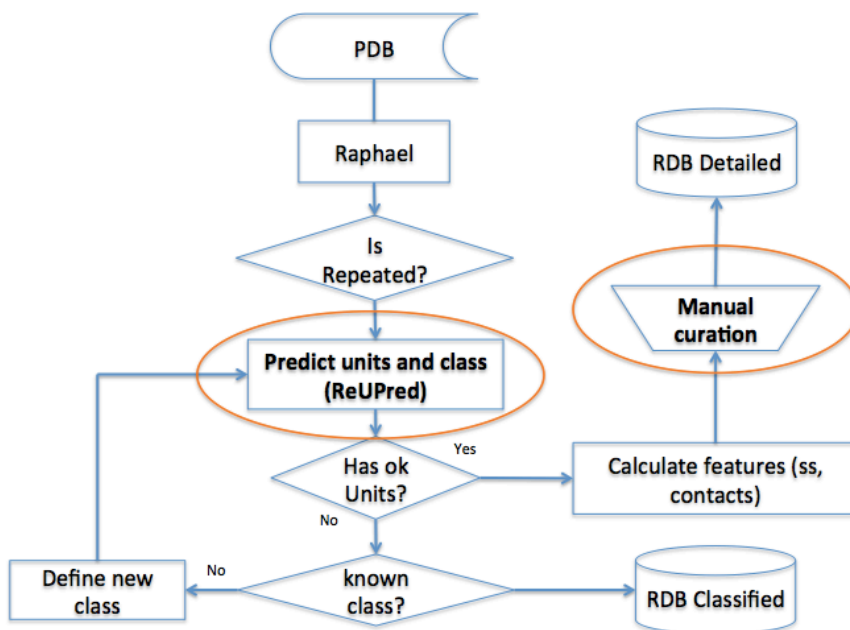 PDB
Raphael
RDB Detailed
Is
Repeated?
Manual
curation
Predict units and class
(ReUPred)
Yes
Has ok
Units?
Calculate features (ss,
contacts)
No
No
Define new
class
known
class?
RDB Classified